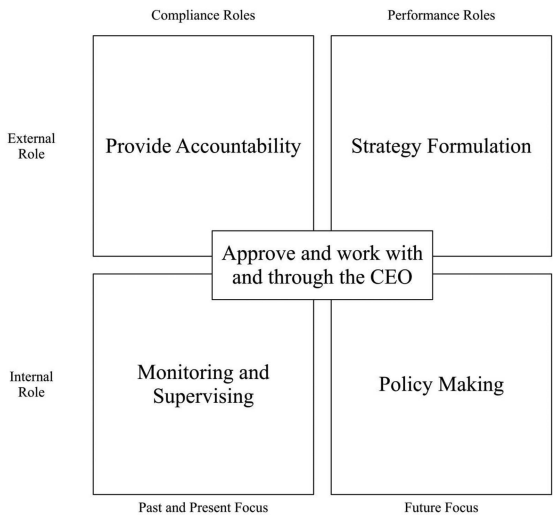 Compliance Roles
Performance Roles
External
Role
Provide Accountability
Strategy Formulation
Approve and work with
and through the CEO
Internal
Role
Monitoring and
Supervising
Policy Making
Past and Present Focus
Future Focus